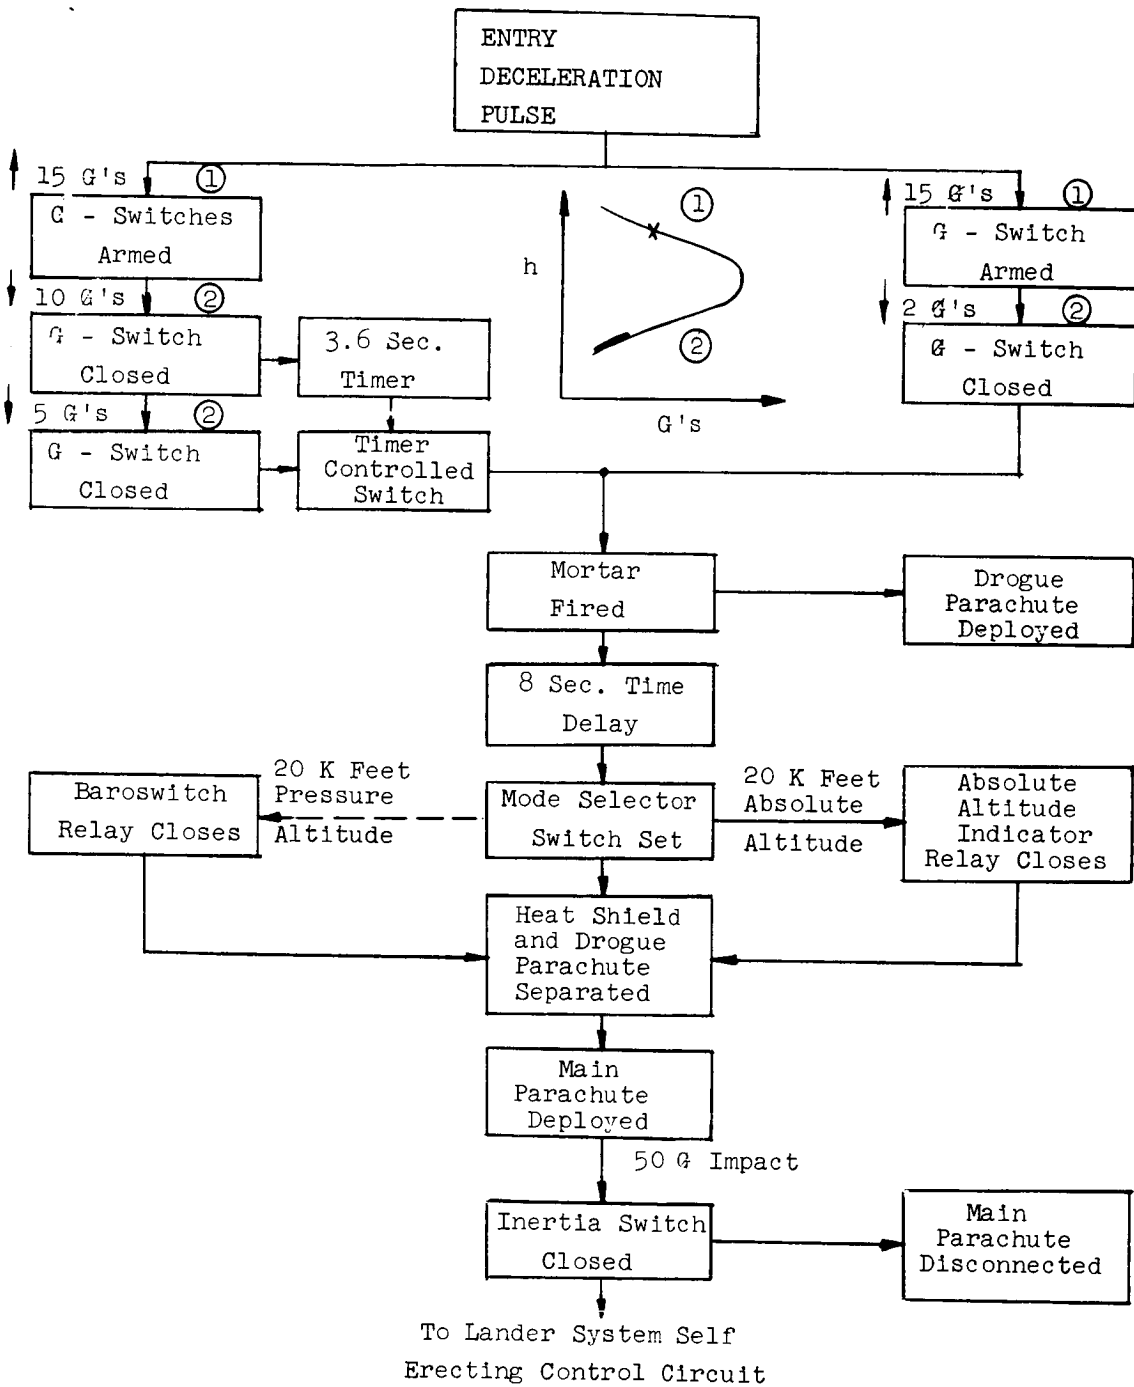 ENTRY
DECELERATION
PULSE
15 G's
1
G - Switches
Armed
10 G's
2
G - Switch
Closed
3.6 Sec.
Timer
5 G's
2
G - Switch
Closed
Timer
Controlled
Switch
h
1
2
G's
15 G's
1
G - Switch
Armed
2 G's
2
G - Switch
Closed
Mortar
Fired
Drogue
Parachute
Deployed
8 Sec. Time
Delay
Baroswitch
Relay Closes
20 K Feet
Pressure
Altitude
Mode Selector
Switch Set
20 K Feet
Absolute
Altitude
Absolute
Altitude
Indicator
Relay Closes
Heat Shield
and Drogue
Parachute
Separated
Main
Parachute
Deployed
50 G Impact
Inertia Switch
Closed
Main
Parachute
Disconnected
To Lander System Self
Erecting Control Circuit